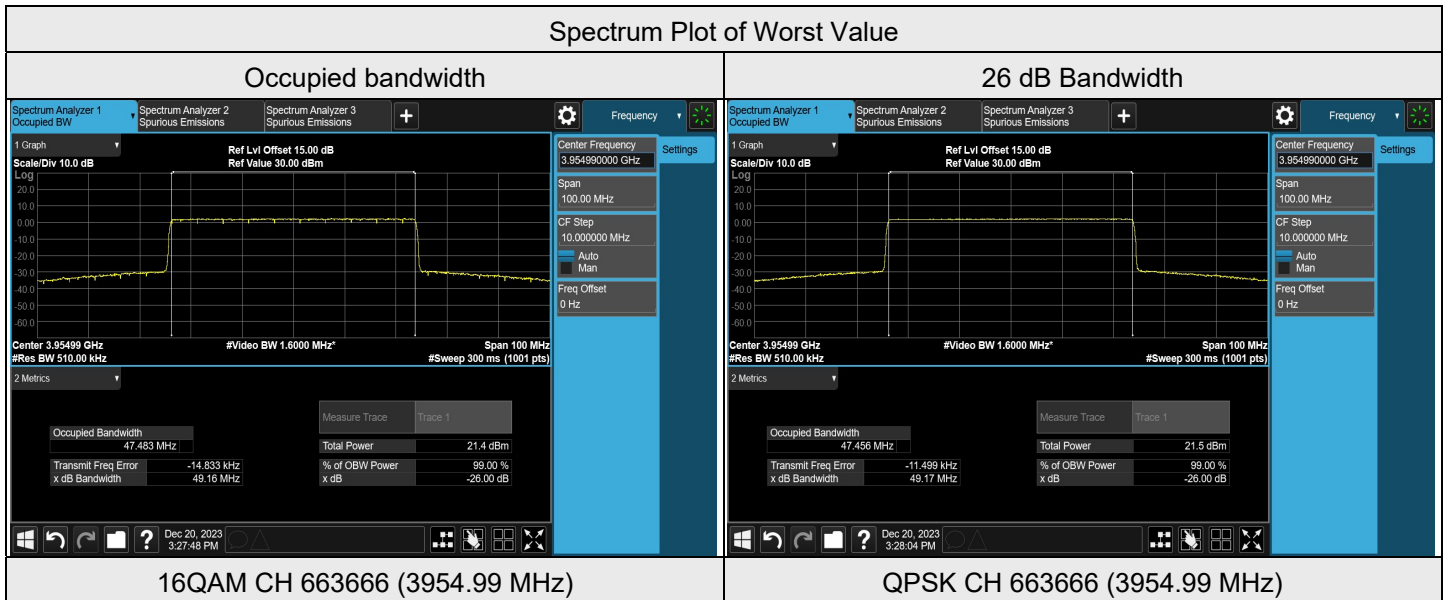 Spectrum Plot of Worst Value
Occupied bandwidth
26 dB Bandwidth
Spectrum Analyzer 1
Occupied BW
Spectrum Analyzer 2
Spurious Emissions
Spectrum Analyzer 3
Spurious Emissions
+
Frequency
1 Graph
Scale/Div 10.0 dB
Ref Lvl Offset 15.00 dB
Ref Value 30.00 dBm
Log
20.0
10.0
0.00
-10.0
-20.0
-30.0
-40.0
-50.0
-60.0
Center 3.95499 GHz
#Res BW 510.00 kHz
#Video BW 1.6000 MHz*
Span 100 MHz
#Sweep 300 ms (1001 pts)
Center Frequency
3.954990000 GHz
Settings
Span
100.00 MHz
CF Step
10.000000 MHz
Auto
Man
Freq Offset
0 Hz
2 Metrics
Measure Trace Trace 1
Occupied Bandwidth
47.483 MHz
Total Power 21.4 dBm
Transmit Freq Error -14.833 kHz
% of OBW Power 99.00 %
x dB Bandwidth 49.16 MHz
x dB -26.00 dB
?
Dec 20, 2023
3:27:48 PM
Spectrum Analyzer 1
Occupied BW
Spectrum Analyzer 2
Spurious Emissions
Spectrum Analyzer 3
Spurious Emissions
+
Frequency
1 Graph
Scale/Div 10.0 dB
Ref Lvl Offset 15.00 dB
Ref Value 30.00 dBm
Log
20.0
10.0
0.00
-10.0
-20.0
-30.0
-40.0
-50.0
-60.0
Center 3.95499 GHz
#Res BW 510.00 kHz
#Video BW 1.6000 MHz*
Span 100 MHz
#Sweep 300 ms (1001 pts)
Center Frequency
3.954990000 GHz
Settings
Span
100.00 MHz
CF Step
10.000000 MHz
Auto
Man
Freq Offset
0 Hz
2 Metrics
Measure Trace Trace 1
Occupied Bandwidth
47.456 MHz
Total Power 21.5 dBm
Transmit Freq Error -11.499 kHz
% of OBW Power 99.00 %
x dB Bandwidth 49.17 MHz
x dB -26.00 dB
?
Dec 20, 2023
3:28:04 PM
16QAM CH 663666 (3954.99 MHz)
QPSK CH 663666 (3954.99 MHz)